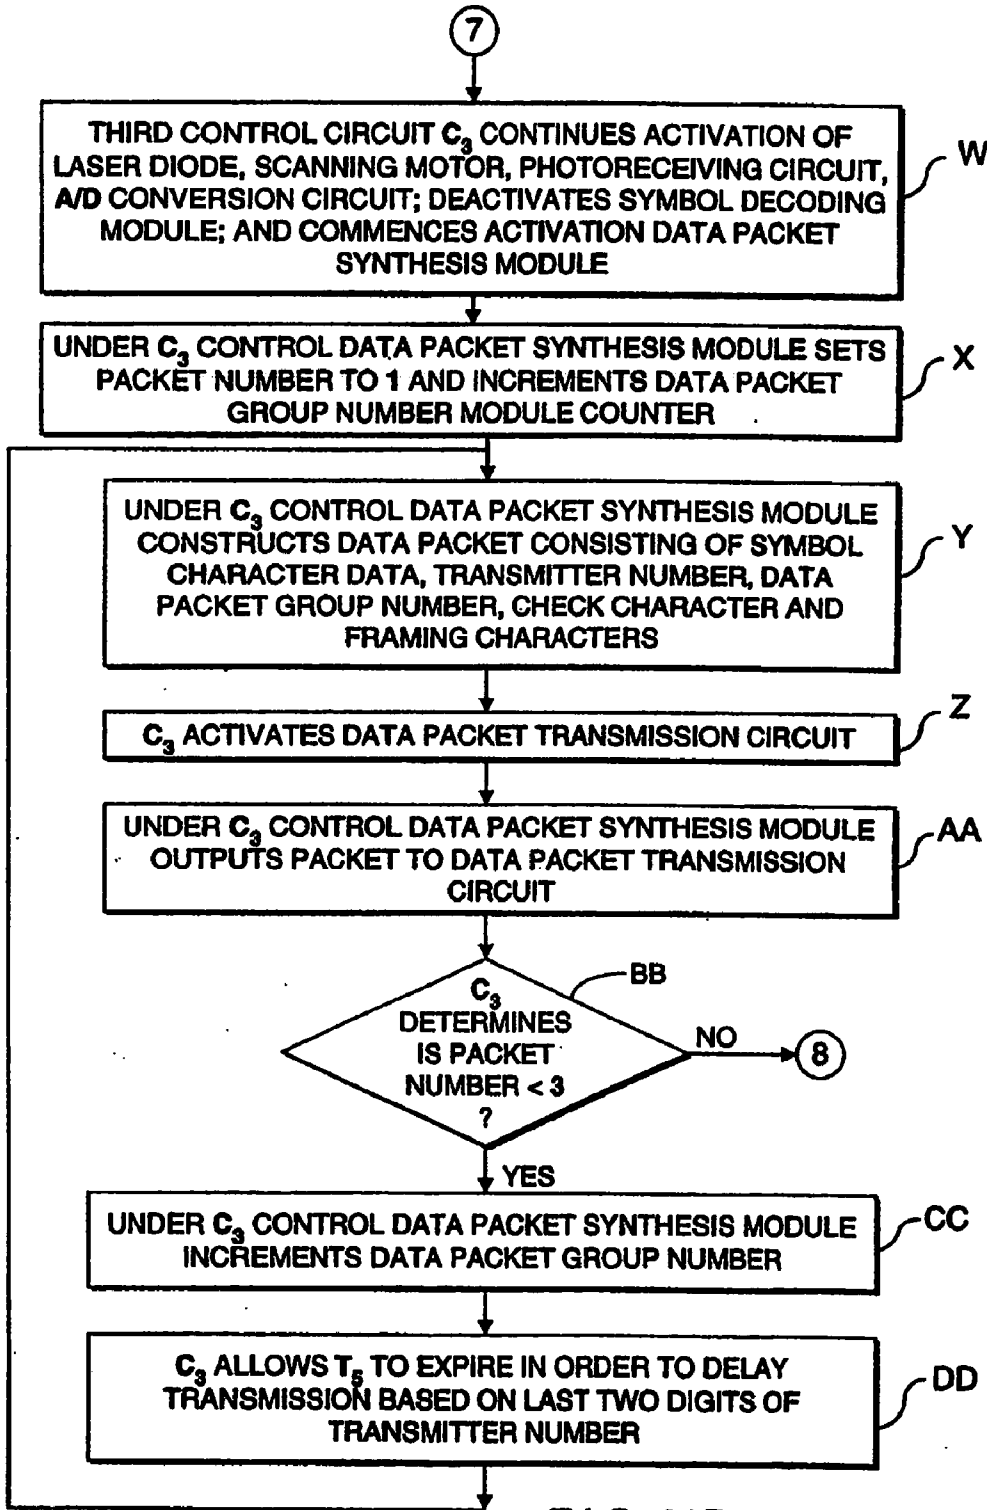 7
THIRD CONTROL CIRCUIT C₃ CONTINUES ACTIVATION OF
LASER DIODE, SCANNING MOTOR, PHOTORECEIVING CIRCUIT,
A/D CONVERSION CIRCUIT; DEACTIVATES SYMBOL DECODING
MODULE; AND COMMENCES ACTIVATION DATA PACKET
SYNTHESIS MODULE
W
UNDER C₃ CONTROL DATA PACKET SYNTHESIS MODULE SETS
PACKET NUMBER TO 1 AND INCREMENTS DATA PACKET
GROUP NUMBER MODULE COUNTER
X
UNDER C₃ CONTROL DATA PACKET SYNTHESIS MODULE
CONSTRUCTS DATA PACKET CONSISTING OF SYMBOL
CHARACTER DATA, TRANSMITTER NUMBER, DATA
PACKET GROUP NUMBER, CHECK CHARACTER AND
FRAMING CHARACTERS
Y
C₃ ACTIVATES DATA PACKET TRANSMISSION CIRCUIT
Z
UNDER C₃ CONTROL DATA PACKET SYNTHESIS MODULE
OUTPUTS PACKET TO DATA PACKET TRANSMISSION
CIRCUIT
AA
C₃
DETERMINES
IS PACKET
NUMBER < 3
?
BB
NO
8
YES
UNDER C₃ CONTROL DATA PACKET SYNTHESIS MODULE
INCREMENTS DATA PACKET GROUP NUMBER
CC
C₃ ALLOWS T₅ TO EXPIRE IN ORDER TO DELAY
TRANSMISSION BASED ON LAST TWO DIGITS OF
TRANSMITTER NUMBER
DD